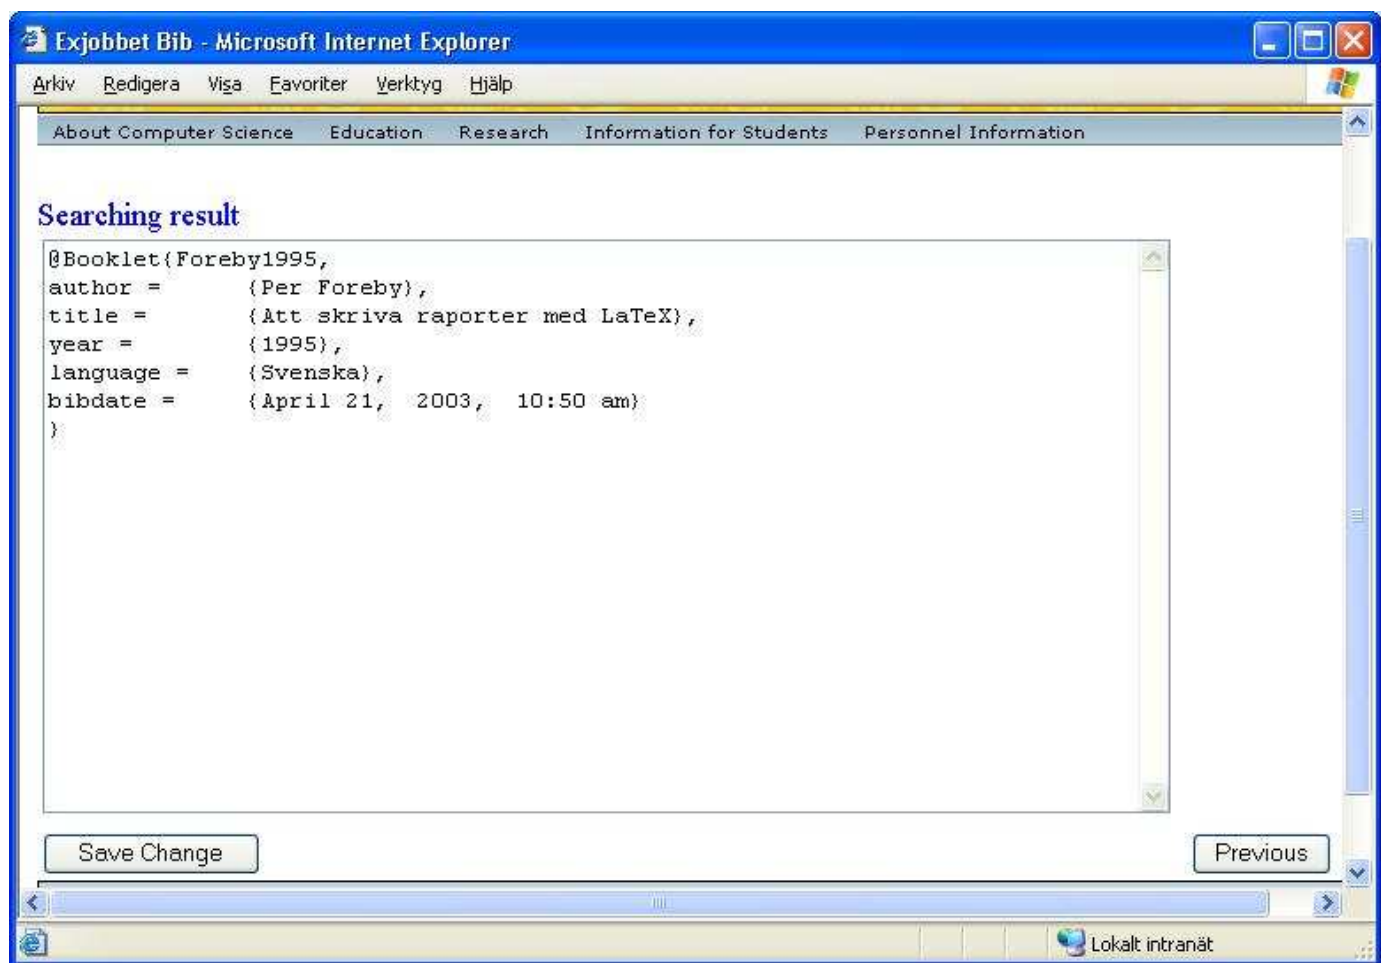 Exjobbet Bib - Microsoft Internet Explorer
Arkiv Redigera Visa Favoriter Verktyg Hjälp
About Computer Science Education Research Information for Students Personnel Information
Searching result
@Booklet{Foreby1995,
author = {Per Foreby},
title = {Att skriva raporter med LaTeX},
year = {1995},
language = {Svenska},
bibdate = {April 21, 2003, 10:50 am}
}
Save Change Previous
Lokalt intranät